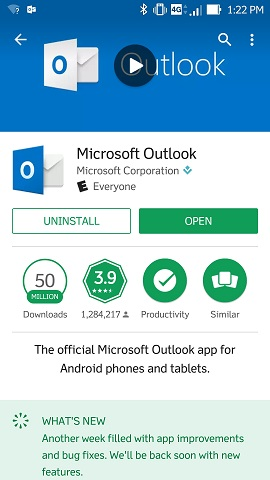 4G 1:22 PM
Outlook
Microsoft Outlook
Microsoft Corporation
Everyone
UNINSTALL
OPEN
50
MILLION
Downloads
3.9
1,284,217
Productivity
Similar
The official Microsoft Outlook app for
Android phones and tablets.
WHAT'S NEW
Another week filled with app improvements
and bug fixes. We'll be back soon with new
features.